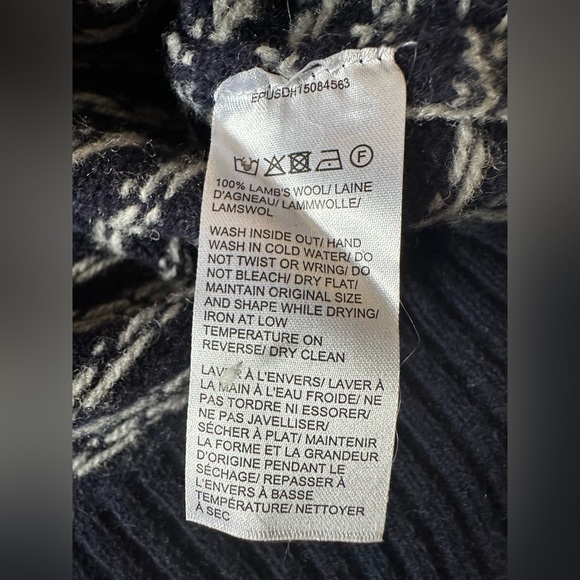 EPUSDH15084563
F
100% LAMB'S WOOL/ LAINE
D'AGNEAU/ LAMMWOLLE/
LAMSWOL
WASH INSIDE OUT/ HAND
WASH IN COLD WATER/ DO
NOT TWIST OR WRING/ DO
NOT BLEACH/ DRY FLAT/
MAINTAIN ORIGINAL SIZE
AND SHAPE WHILE DRYING/
IRON AT LOW
TEMPERATURE ON
REVERSE/ DRY CLEAN
LAVER À L'ENVERS/ LAVER À
LA MAIN À L'EAU FROIDE/ NE
PAS TORDRE NI ESSORER/
NE PAS JAVELLISER/
SÉCHER À PLAT/ MAINTENIR
LA FORME ET LA GRANDEUR
D'ORIGINE PENDANT LE
SÉCHAGE/ REPASSER À
L'ENVERS À BASSE
TEMPÉRATURE/ NETTOYER
À SEC